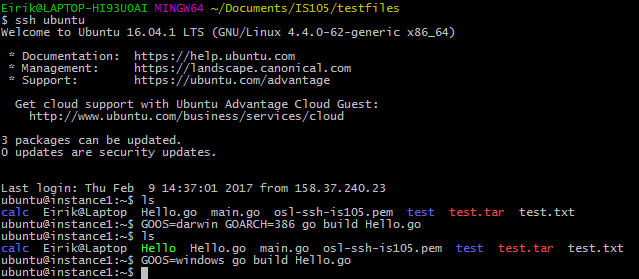 Eirik@LAPTOP-HI93UOAI MINGW64 ~/Documents/IS105/testfiles
$ ssh ubuntu
Welcome to Ubuntu 16.04.1 LTS (GNU/Linux 4.4.0-62-generic x86_64)
* Documentation: https://help.ubuntu.com
* Management: https://landscape.canonical.com
* Support: https://ubuntu.com/advantage
Get cloud support with Ubuntu Advantage Cloud Guest:
http://www.ubuntu.com/business/services/cloud
3 packages can be updated.
0 updates are security updates.
Last login: Thu Feb 9 14:37:01 2017 from 158.37.240.23
ubuntu@instance1:~$ ls
calc Eirik@Laptop Hello.go main.go osl-ssh-is105.pem test test.tar test.txt
ubuntu@instance1:~$ GOOS=darwin GOARCH=386 go build Hello.go
ubuntu@instance1:~$ ls
calc Eirik@Laptop Hello Hello.go main.go osl-ssh-is105.pem test test.tar test.txt
ubuntu@instance1:~$ GOOS=windows go build Hello.go